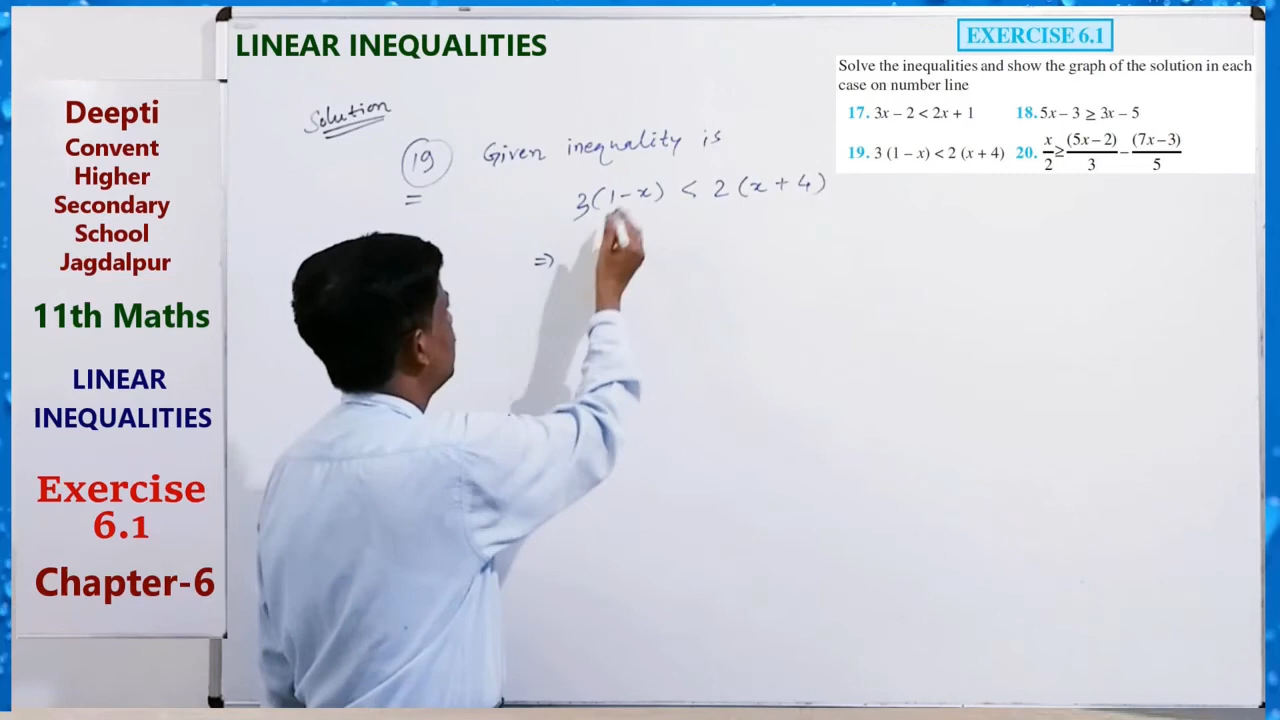 LINEAR INEQUALITIES
EXERCISE 6.1
Solve the inequalities and show the graph of the solution in each
case on number line
17. 3x – 2 < 2x + 1 18. 5x – 3 ≥ 3x – 5
19. 3 (1 – x) < 2 (x + 4) 20. x/2 ≥ (5x – 2)/3 – (7x – 3)/5
Deepti
Convent
Higher
Secondary
School
Jagdalpur
11th Maths
LINEAR
INEQUALITIES
Exercise
6.1
Chapter-6
Solution
19 Given inequality is
=
3(1-x) < 2(x+4)
⇒